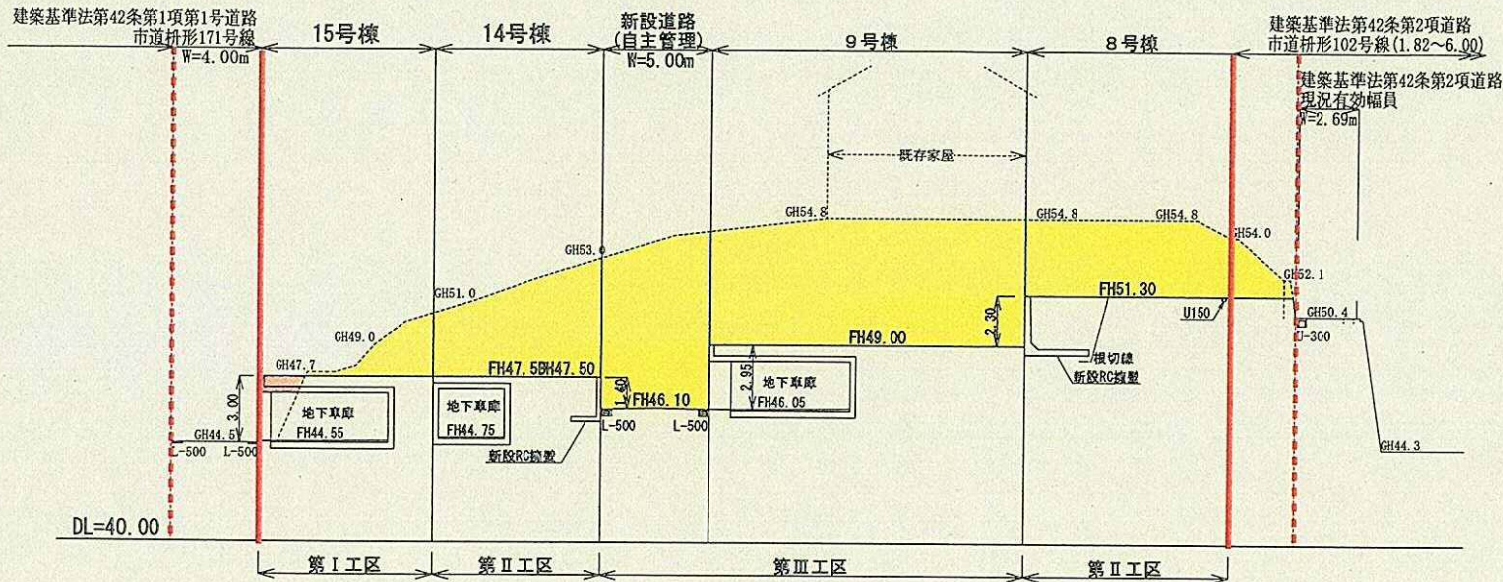 建築基準法第42条第1項第1号道路
市道枡形171号線
W=4.00m
15号棟
14号棟
新設道路
(自主管理)
W=5.00m
9号棟
8号棟
建築基準法第42条第2項道路
市道枡形102号線(1.82～6.00)
建築基準法第42条第2項道路
現況有効幅員
W=2.69m
既存家屋
GH54.8
GH54.8
GH54.8
GH54.0
GH53.0
GH52.1
GH51.0
FH51.30
GH50.4
U150
U-300
2.30
GH49.0
FH49.00
根切線
新設RC擁壁
GH47.7
FH47.50
GH47.50
地下車庫
FH44.55
3.00
GH44.5
L-500
L-500
地下車庫
FH44.75
1.40
FH46.10
L-500
L-500
新設RC擁壁
2.95
地下車庫
FH46.05
GH44.3
DL=40.00
第Ⅰ工区
第Ⅱ工区
第Ⅲ工区
第Ⅱ工区